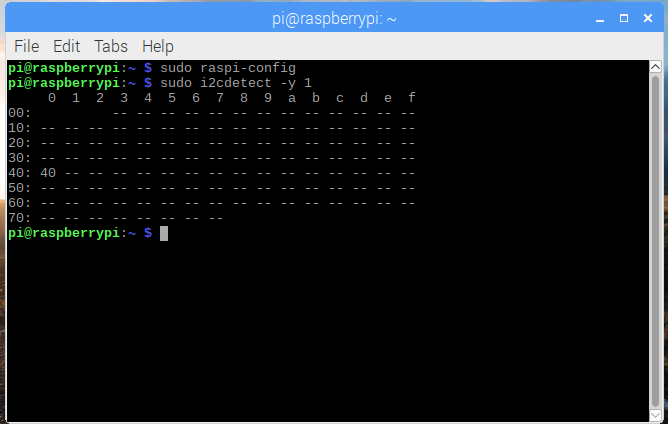 pi@raspberrypi: ~
File Edit Tabs Help
pi@raspberrypi:~ $ sudo raspi-config
pi@raspberrypi:~ $ sudo i2cdetect -y 1
     0  1  2  3  4  5  6  7  8  9  a  b  c  d  e  f
00:          -- -- -- -- -- -- -- -- -- -- -- -- --
10: -- -- -- -- -- -- -- -- -- -- -- -- -- -- -- --
20: -- -- -- -- -- -- -- -- -- -- -- -- -- -- -- --
30: -- -- -- -- -- -- -- -- -- -- -- -- -- -- -- --
40: 40 -- -- -- -- -- -- -- -- -- -- -- -- -- -- --
50: -- -- -- -- -- -- -- -- -- -- -- -- -- -- -- --
60: -- -- -- -- -- -- -- -- -- -- -- -- -- -- -- --
70: -- -- -- -- -- -- -- --
pi@raspberrypi:~ $